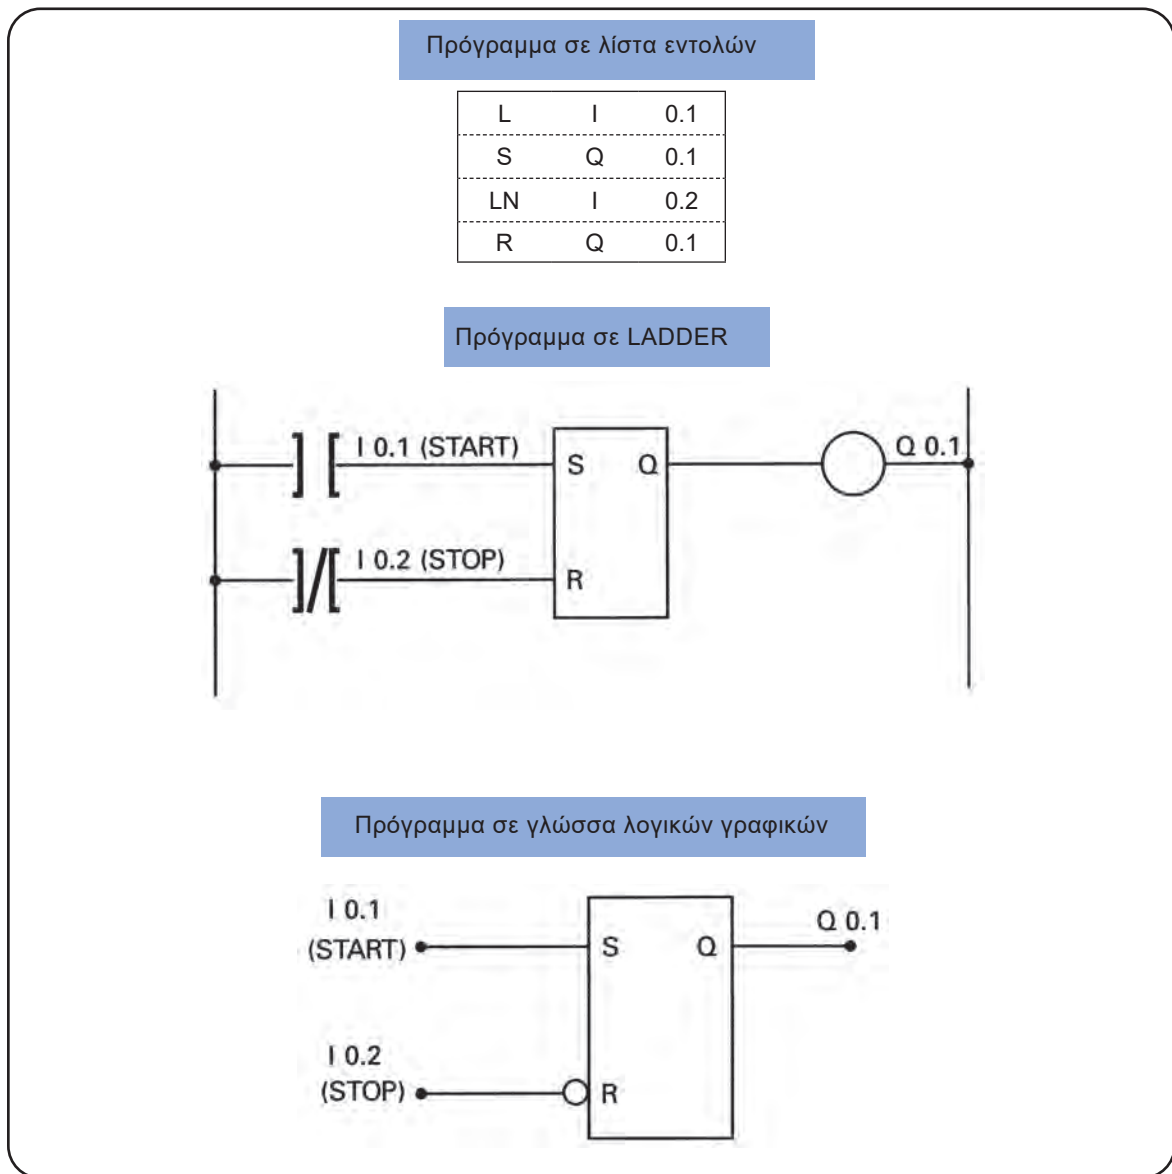 Πρόγραμμα σε λίστα εντολών
L I 0.1
S Q 0.1
LN I 0.2
R Q 0.1
Πρόγραμμα σε LADDER
I 0.1 (START) S Q Q 0.1
I 0.2 (STOP) R
Πρόγραμμα σε γλώσσα λογικών γραφικών
I 0.1
(START) S Q Q 0.1
I 0.2
(STOP) R